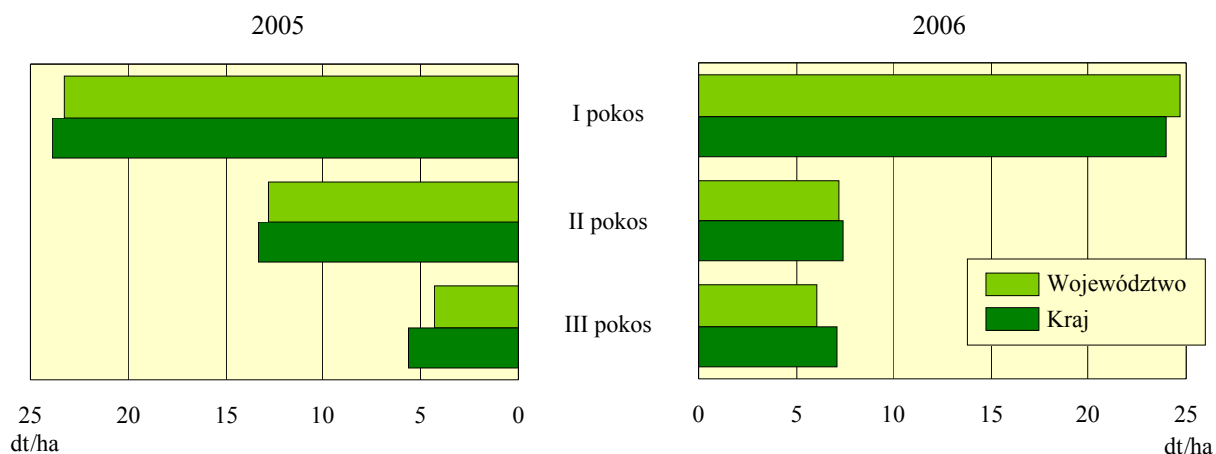 2005
2006
I pokos
II pokos
III pokos
Województwo
Kraj
25 20 15 10 5 0
dt/ha
0 5 10 15 20 25
dt/ha